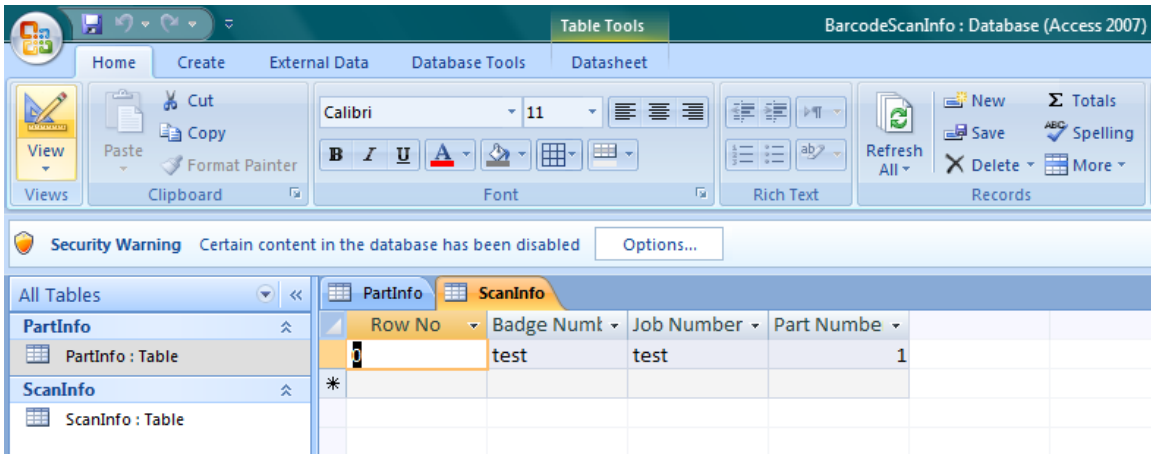 Table Tools BarcodeScanInfo : Database (Access 2007)
Home Create External Data Database Tools Datasheet
View
Views
Paste
Cut
Copy
Format Painter
Clipboard
Calibri 11
B I U A
Font
ab
Rich Text
Refresh
All
New
Save
Delete
Σ Totals
ABC Spelling
More
Records
Security Warning Certain content in the database has been disabled Options...
All Tables «
PartInfo
PartInfo : Table
ScanInfo
ScanInfo : Table
PartInfo ScanInfo
Row No Badge Numb Job Number Part Numbe
0 test test 1
*